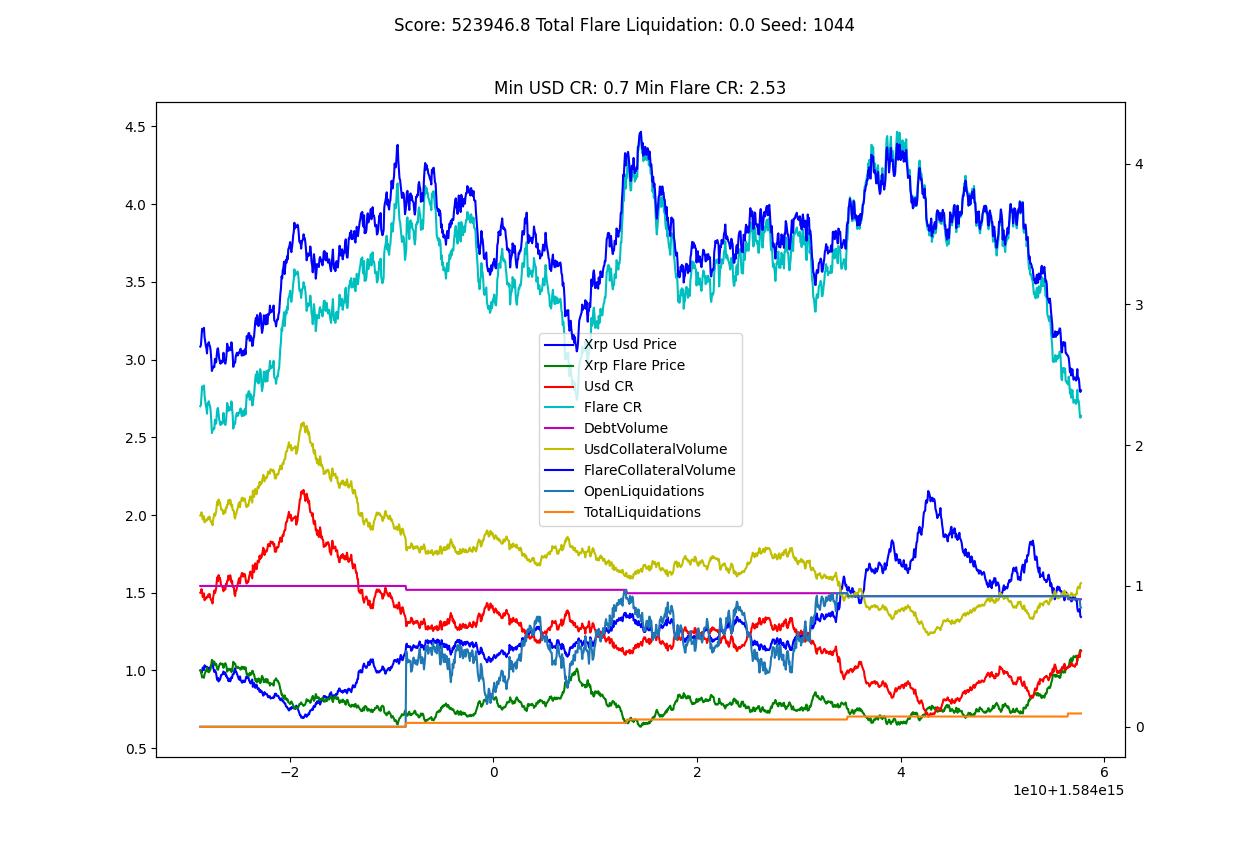 Score: 523946.8 Total Flare Liquidation: 0.0 Seed: 1044
Min USD CR: 0.7 Min Flare CR: 2.53
4.5
4.0
3.5
3.0
2.5
2.0
1.5
1.0
0.5
4
3
2
1
0
Xrp Usd Price
Xrp Flare Price
Usd CR
Flare CR
DebtVolume
UsdCollateralVolume
FlareCollateralVolume
OpenLiquidations
TotalLiquidations
−2 0 2 4 6
1e10+1.584e15